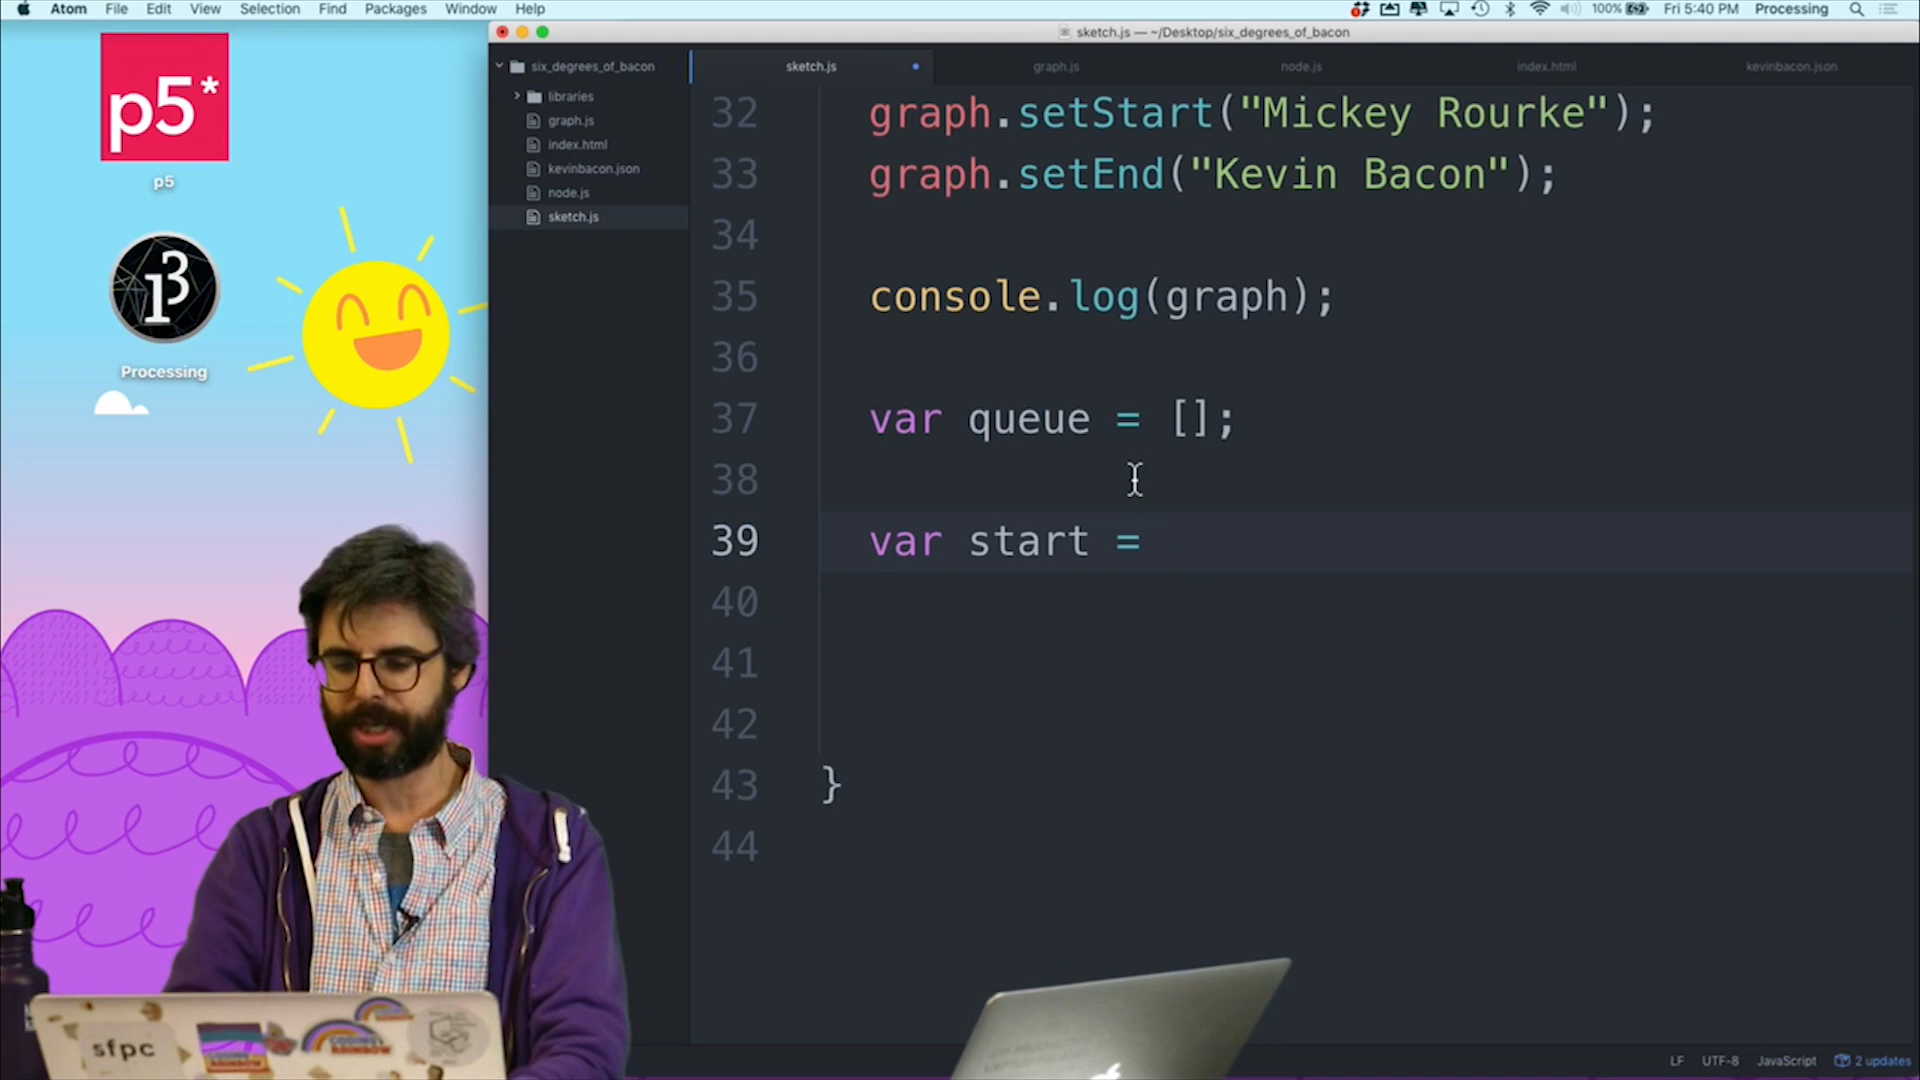 Atom File Edit View Selection Find Packages Window Help 100% Fri 5:40 PM Processing
sketch.js — ~/Desktop/six_degrees_of_bacon
p5*
p5
Processing
six_degrees_of_bacon
libraries
graph.js
index.html
kevinbacon.json
node.js
sketch.js
sketch.js graph.js node.js index.html kevinbacon.json
32 graph.setStart("Mickey Rourke");
33 graph.setEnd("Kevin Bacon");
34
35 console.log(graph);
36
37 var queue = [];
38
39 var start =
40
41
42
43 }
44
sfpc
CODING
RAINBOW
CODING
RAINBOW
LF UTF-8 JavaScript 2 updates